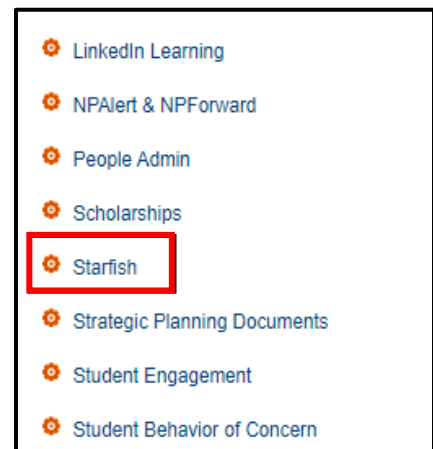 LinkedIn Learning
NPAlert & NPForward
People Admin
Scholarships
Starfish
Strategic Planning Documents
Student Engagement
Student Behavior of Concern